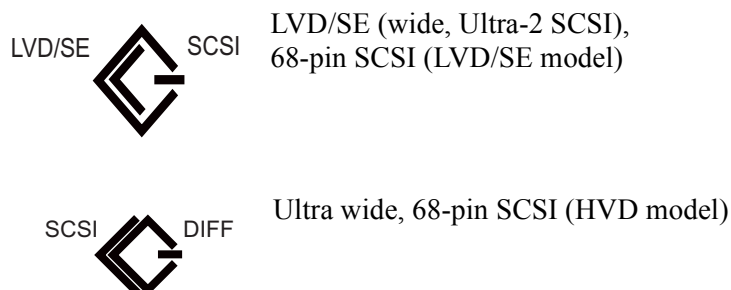 LVD/SE SCSI
LVD/SE (wide, Ultra-2 SCSI),
68-pin SCSI (LVD/SE model)
SCSI DIFF
Ultra wide, 68-pin SCSI (HVD model)